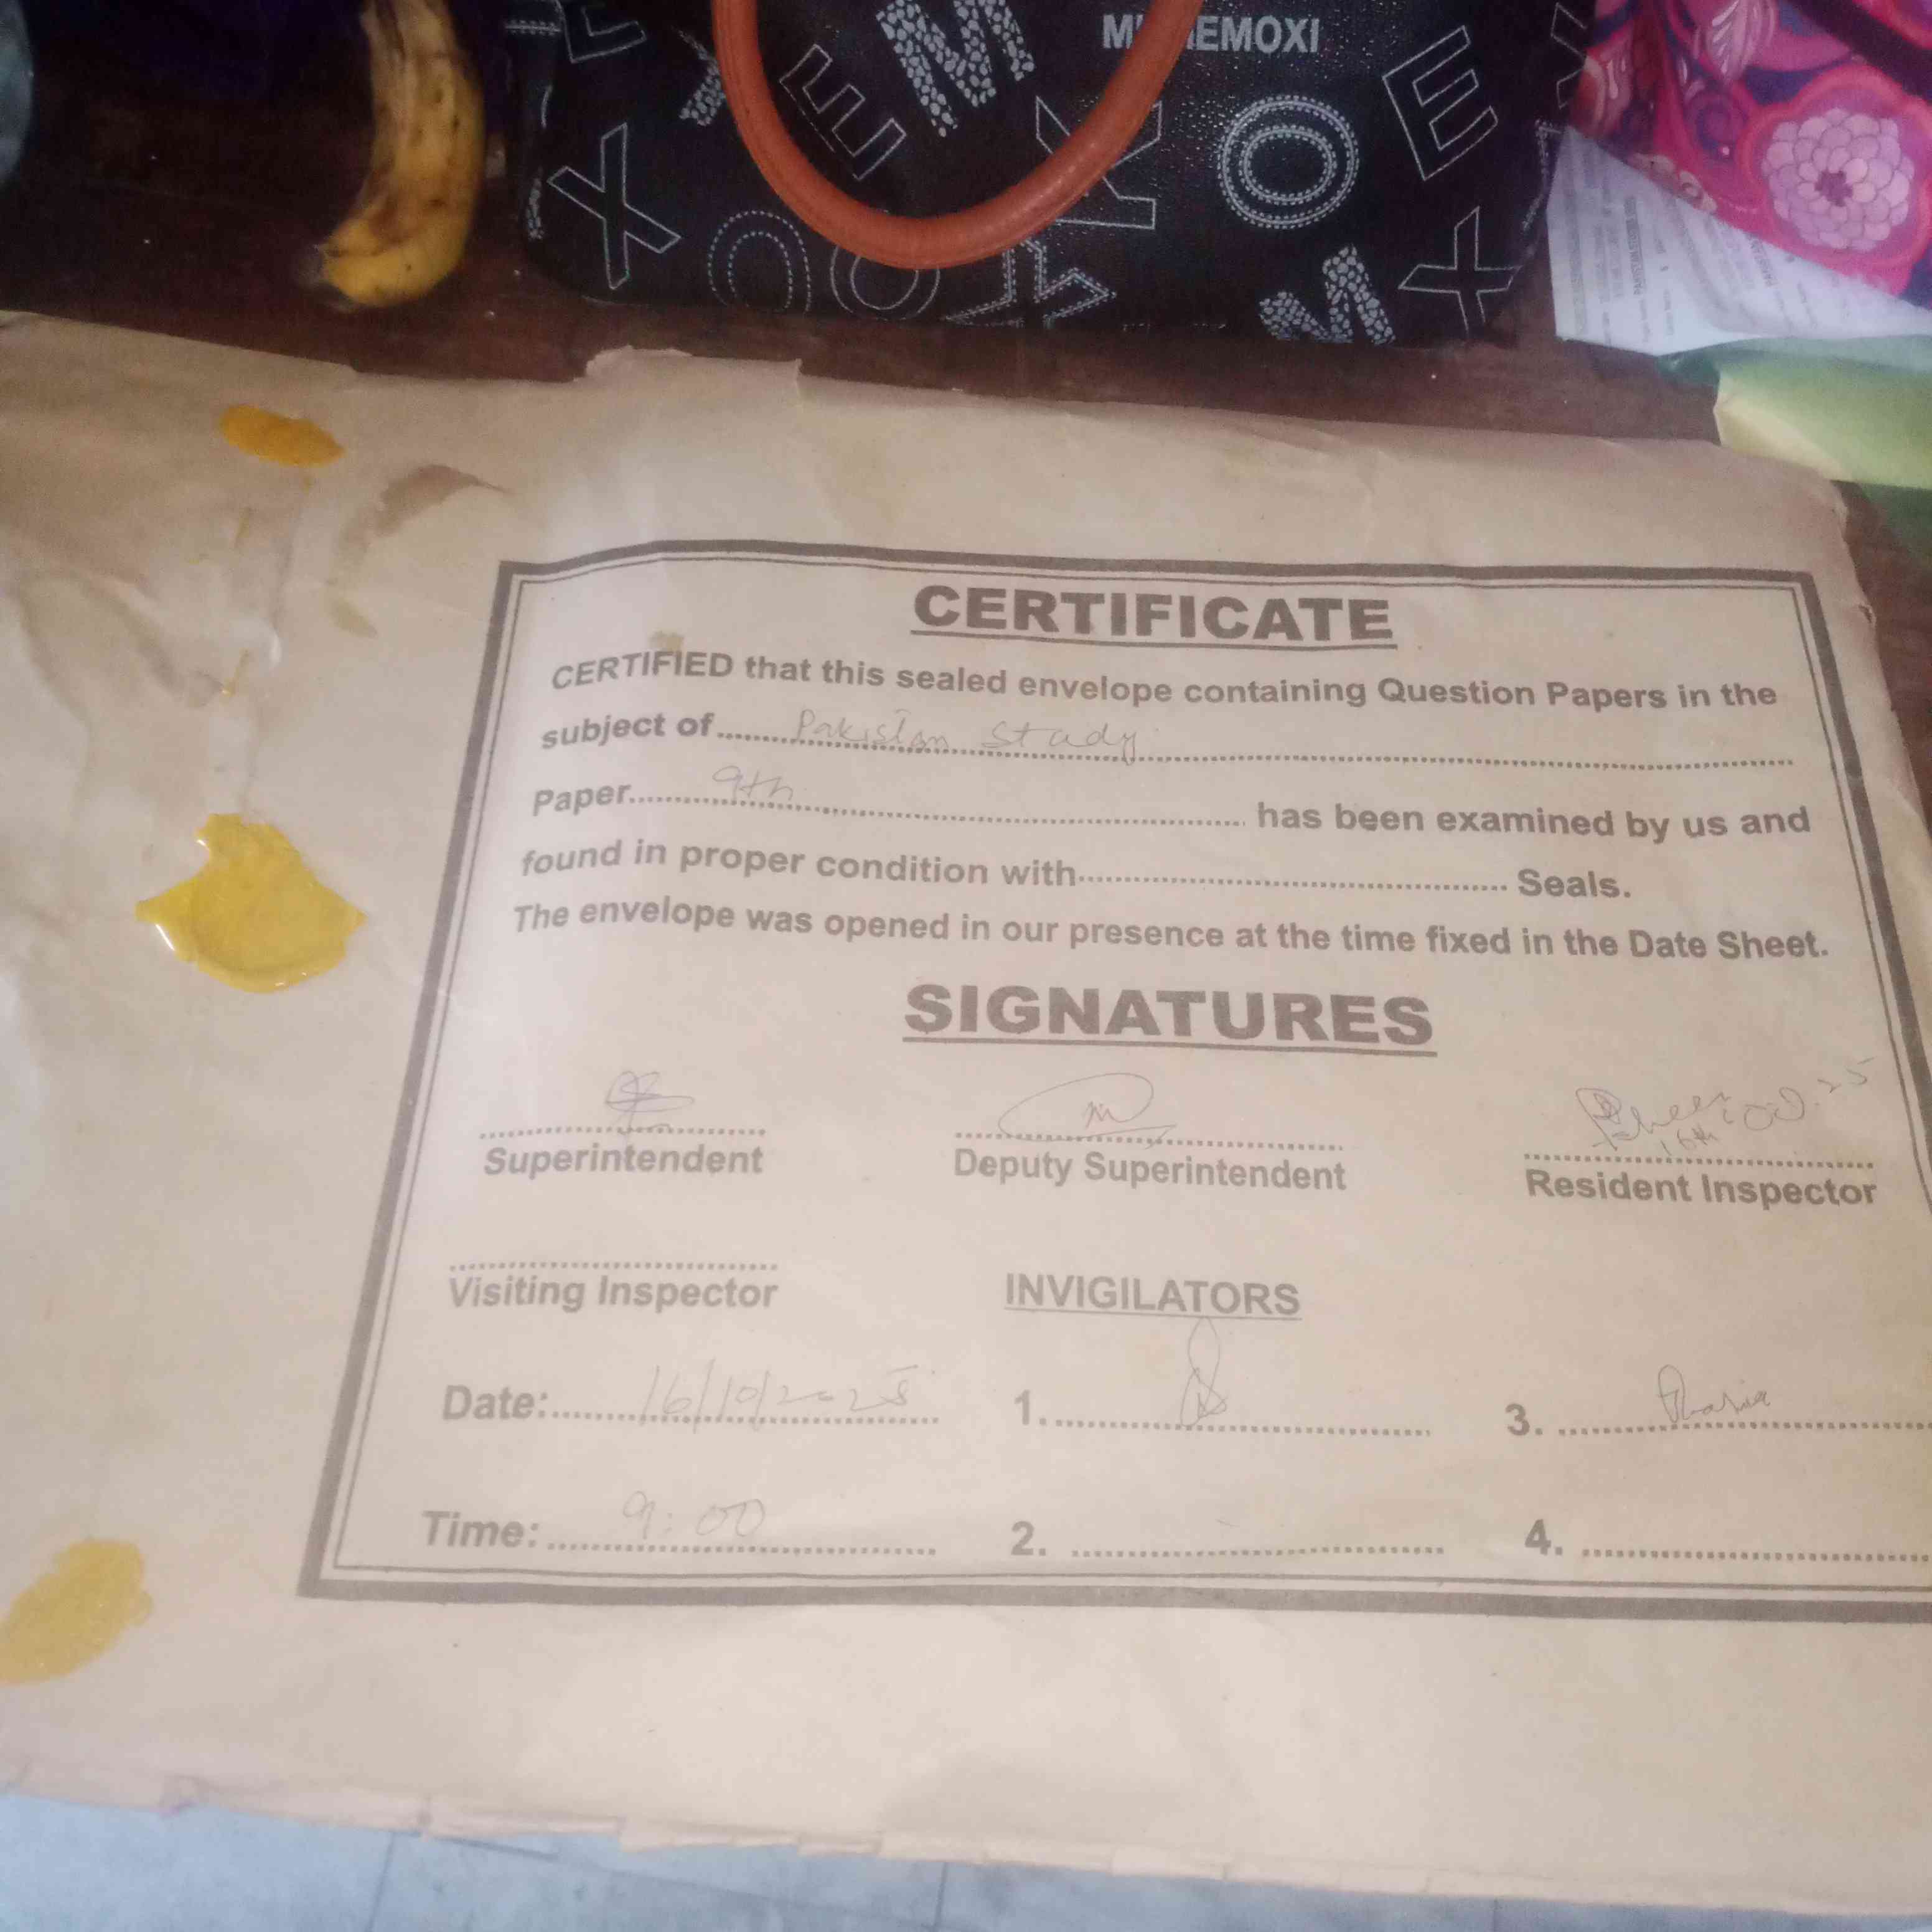 EMOXI
CERTIFICATE
CERTIFIED that this sealed envelope containing Question Papers in the
subject of Pakistan Study
Paper 9th has been examined by us and
found in proper condition with Seals.
The envelope was opened in our presence at the time fixed in the Date Sheet.
SIGNATURES
Superintendent Deputy Superintendent Resident Inspector
Visiting Inspector INVIGILATORS
Date: 16/10/2025 1. 3.
Time: 9:00 2. 4.